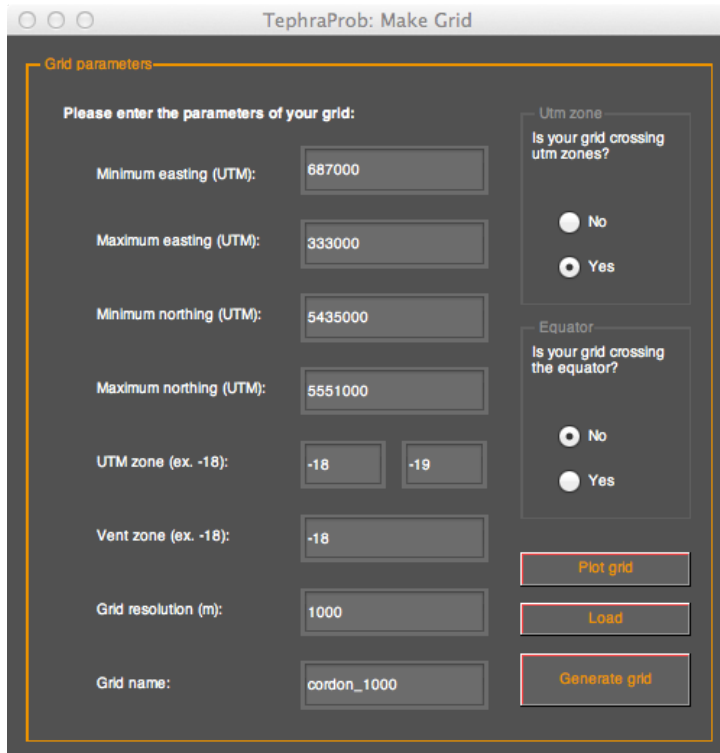 TephraProb: Make Grid
Grid parameters
Please enter the parameters of your grid:
Minimum easting (UTM):
687000
Maximum easting (UTM):
333000
Minimum northing (UTM):
5435000
Maximum northing (UTM):
5551000
UTM zone (ex. -18):
-18
-19
Vent zone (ex. -18):
-18
Grid resolution (m):
1000
Grid name:
cordon_1000
Utm zone
Is your grid crossing
utm zones?
No
Yes
Equator
Is your grid crossing
the equator?
No
Yes
Plot grid
Load
Generate grid